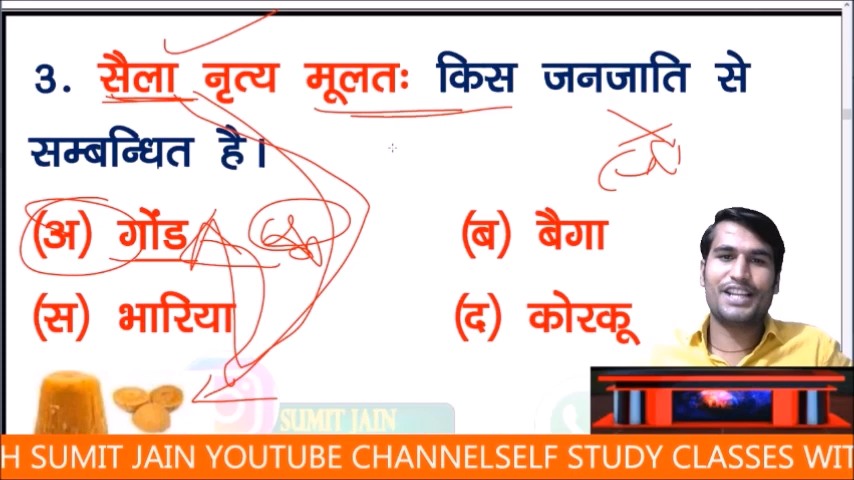 3. सैला नृत्य मूलतः किस जनजाति से
सम्बन्धित है।
(अ) गोंड
(ब) बैगा
(स) भारिया
(द) कोरकू
SUMIT JAIN
H SUMIT JAIN YOUTUBE CHANNELSELF STUDY CLASSES WIT